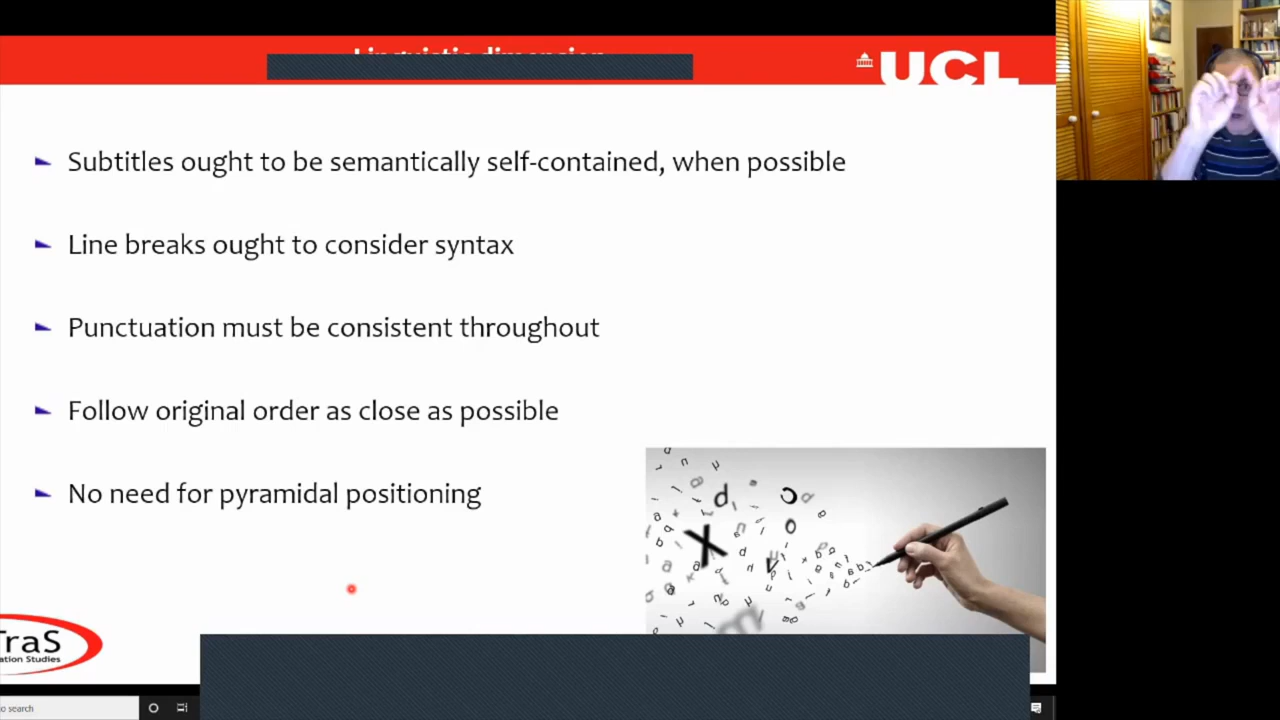 Linguistic dimension
UCL
Subtitles ought to be semantically self-contained, when possible
Line breaks ought to consider syntax
Punctuation must be consistent throughout
Follow original order as close as possible
No need for pyramidal positioning
TraS
ation Studies
o search